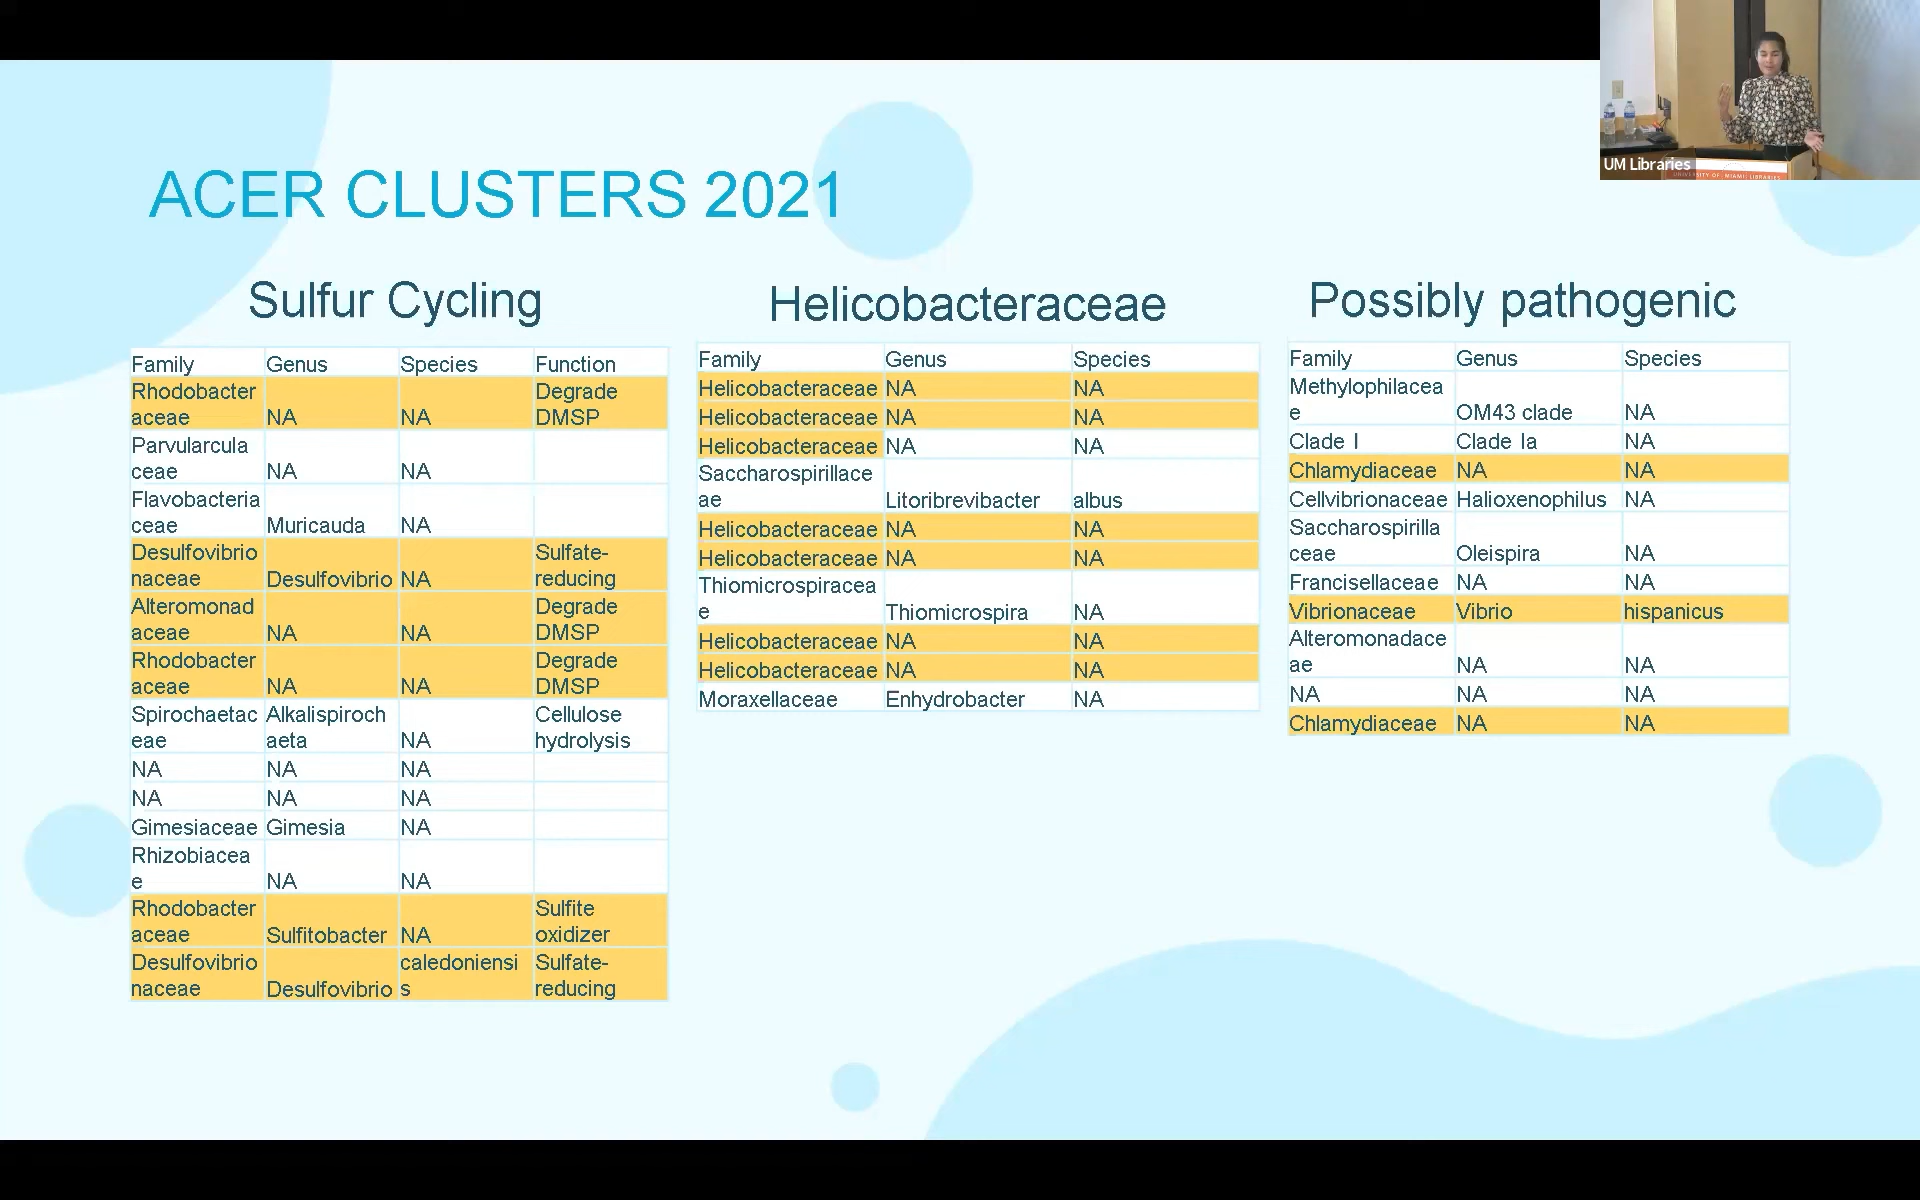 UM Libraries
UNIVERSITY OF MIAMI LIBRARIES
ACER CLUSTERS 2021
Sulfur Cycling
Family Genus Species Function
Rhodobacter Degrade
aceae NA NA DMSP
Parvularcula
ceae NA NA
Flavobacteria
ceae Muricauda NA
Desulfovibrio Sulfate-
naceae Desulfovibrio NA reducing
Alteromonad Degrade
aceae NA NA DMSP
Rhodobacter Degrade
aceae NA NA DMSP
Spirochaetac Alkalispiroch Cellulose
eae aeta NA hydrolysis
NA NA NA
NA NA NA
Gimesiaceae Gimesia NA
Rhizobiacea
e NA NA
Rhodobacter Sulfite
aceae Sulfitobacter NA oxidizer
Desulfovibrio caledoniensi Sulfate-
naceae Desulfovibrio s reducing
Helicobacteraceae
Family Genus Species
Helicobacteraceae NA NA
Helicobacteraceae NA NA
Helicobacteraceae NA NA
Saccharospirillace
ae Litoribrevibacter albus
Helicobacteraceae NA NA
Helicobacteraceae NA NA
Thiomicrospiracea
e Thiomicrospira NA
Helicobacteraceae NA NA
Helicobacteraceae NA NA
Moraxellaceae Enhydrobacter NA
Possibly pathogenic
Family Genus Species
Methylophilacea
e OM43 clade NA
Clade I Clade Ia NA
Chlamydiaceae NA NA
Cellvibrionaceae Halioxenophilus NA
Saccharospirilla
ceae Oleispira NA
Francisellaceae NA NA
Vibrionaceae Vibrio hispanicus
Alteromonadace
ae NA NA
NA NA NA
Chlamydiaceae NA NA